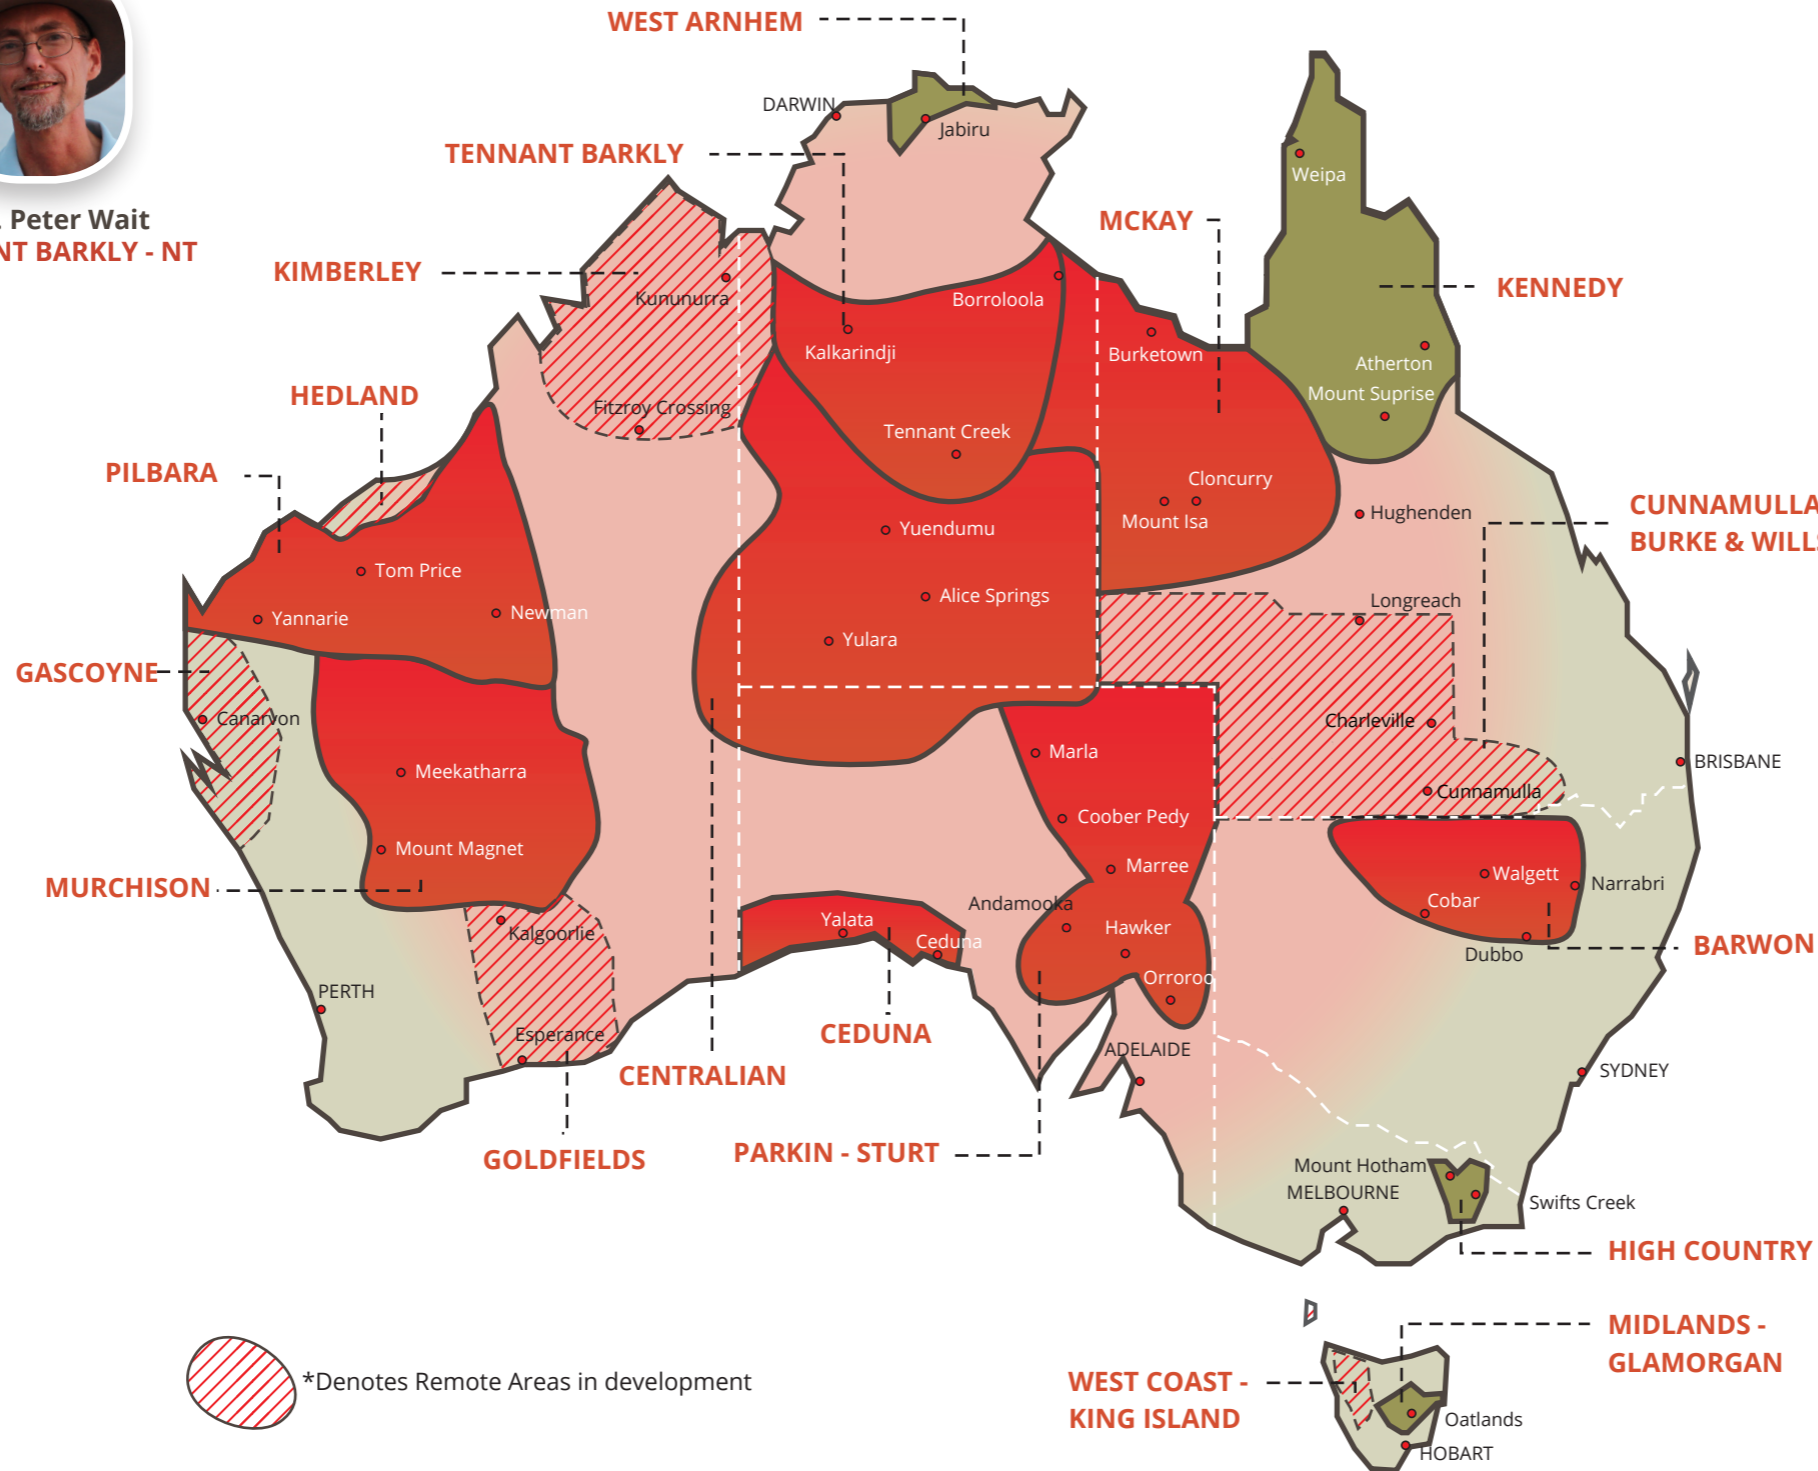 WEST ARNHEM
DARWIN
Jabiru
TENNANT BARKLY
Weipa
Peter Wait
NT BARKLY - NT
MCKAY
KIMBERLEY
Kununurra
Borroloola
KENNEDY
Kalkarindji
Burketown
Atherton
HEDLAND
Mount Suprise
Fitzroy Crossing
Tennant Creek
PILBARA
Cloncurry
CUNNAMULLA
Mount Isa
Hughenden
Yuendumu
BURKE & WILLS
Tom Price
Alice Springs
Longreach
Yannarie
Newman
Yulara
GASCOYNE
Canarvon
Charleville
Marla
BRISBANE
Meekatharra
Cunnamulla
Coober Pedy
Mount Magnet
Marree
Walgett
Narrabri
MURCHISON
Andamooka
Cobar
Yalata
Hawker
Kalgoorlie
Ceduna
BARWON
Dubbo
Orroroo
PERTH
Esperance
CEDUNA
ADELAIDE
CENTRALIAN
SYDNEY
GOLDFIELDS
PARKIN - STURT
Mount Hotham
MELBOURNE
Swifts Creek
HIGH COUNTRY
MIDLANDS -
GLAMORGAN
*Denotes Remote Areas in development
WEST COAST -
KING ISLAND
Oatlands
HOBART